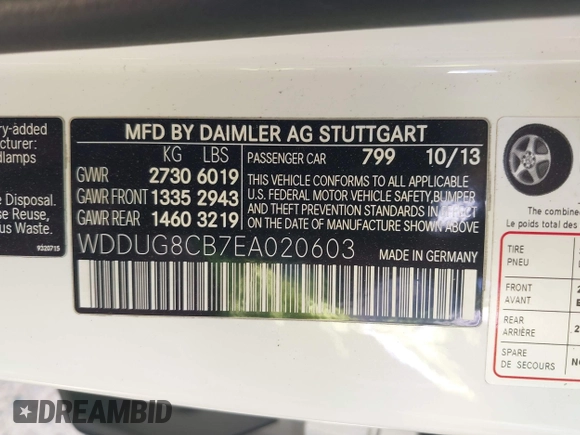 MFD BY DAIMLER AG STUTTGART
KG LBS
GVWR 2730 6019
GAWR FRONT 1335 2943
GAWR REAR 1460 3219
PASSENGER CAR 799 10/13
THIS VEHICLE CONFORMS TO ALL APPLICABLE
U.S. FEDERAL MOTOR VEHICLE SAFETY,BUMPER
AND THEFT PREVENTION STANDARDS IN EFFECT
ON THE DATE OF MANUFACTURE SHOWN ABOVE.
WDDUG8CB7EA020603
MADE IN GERMANY
ry-added
acturer:
adlamps
e Disposal.
se Reuse,
us Waste.
9320715
The combine
Le poids total des
TIRE
PNEU
FRONT
AVANT
REAR
ARRIÈRE
SPARE
DE SECOURS
DREAMBID